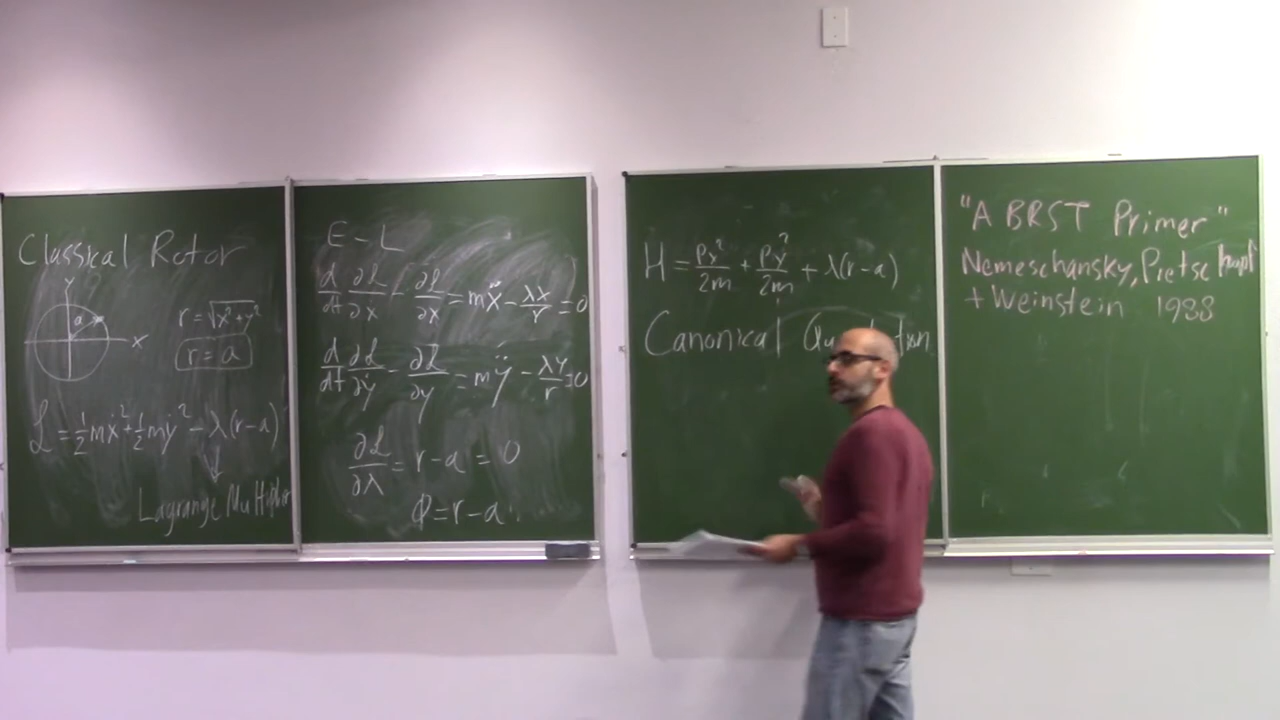 Classical Rotor
y
a
x
r = √x²+y²
r = a
ℒ = ½mẋ² + ½mẏ² - λ(r-a)
↓
Lagrange Multiplier
E-L
d/dt ∂ℒ/∂ẋ - ∂ℒ/∂x = mẍ - λx/r = 0
d/dt ∂ℒ/∂ẏ - ∂ℒ/∂y = mÿ - λy/r = 0
∂ℒ/∂λ = r-a = 0
Φ = r-a
H = Px²/2m + Py²/2m + λ(r-a)
Canonical
"A BRST Primer"
Nemeschansky, Preitschopf
+ Weinstein 1988